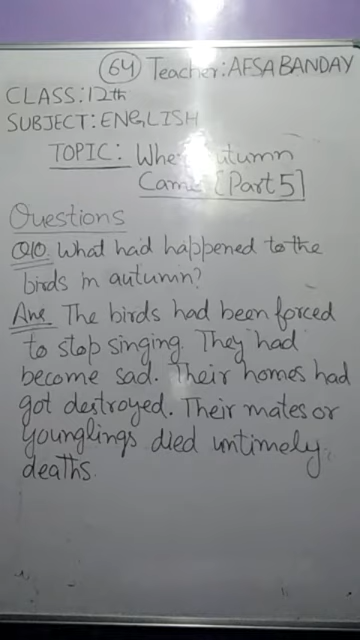 64 Teacher: AFSA BANDAY
CLASS: 12th
SUBJECT: ENGLISH
TOPIC: When Autumn
Came [Part 5]
Questions
Q10. What had happened to the
birds in autumn?
Ans. The birds had been forced
to stop singing. They had
become sad. Their homes had
got destroyed. Their mates or
younglings died untimely
deaths.